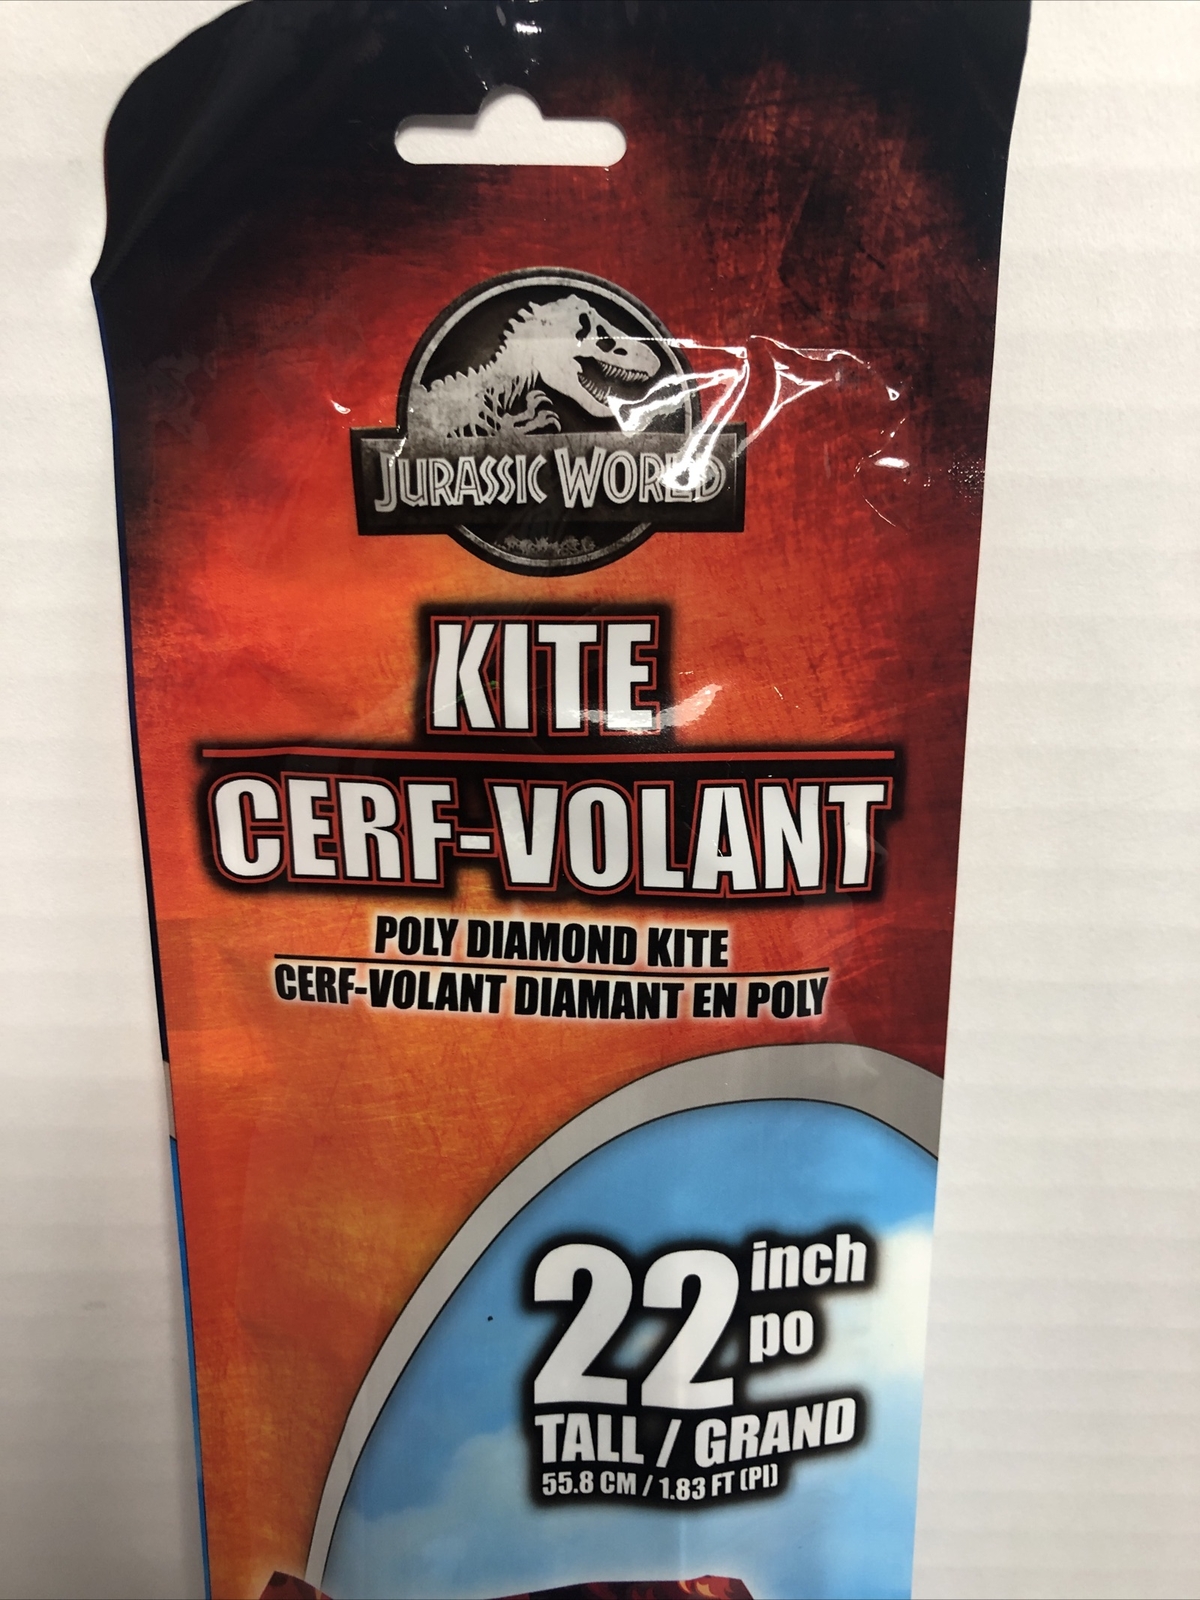 JURASSIC WORLD
KITE
CERF-VOLANT
POLY DIAMOND KITE
CERF-VOLANT DIAMANT EN POLY
22 inch
po
TALL / GRAND
55.8 CM / 1.83 FT (PI)